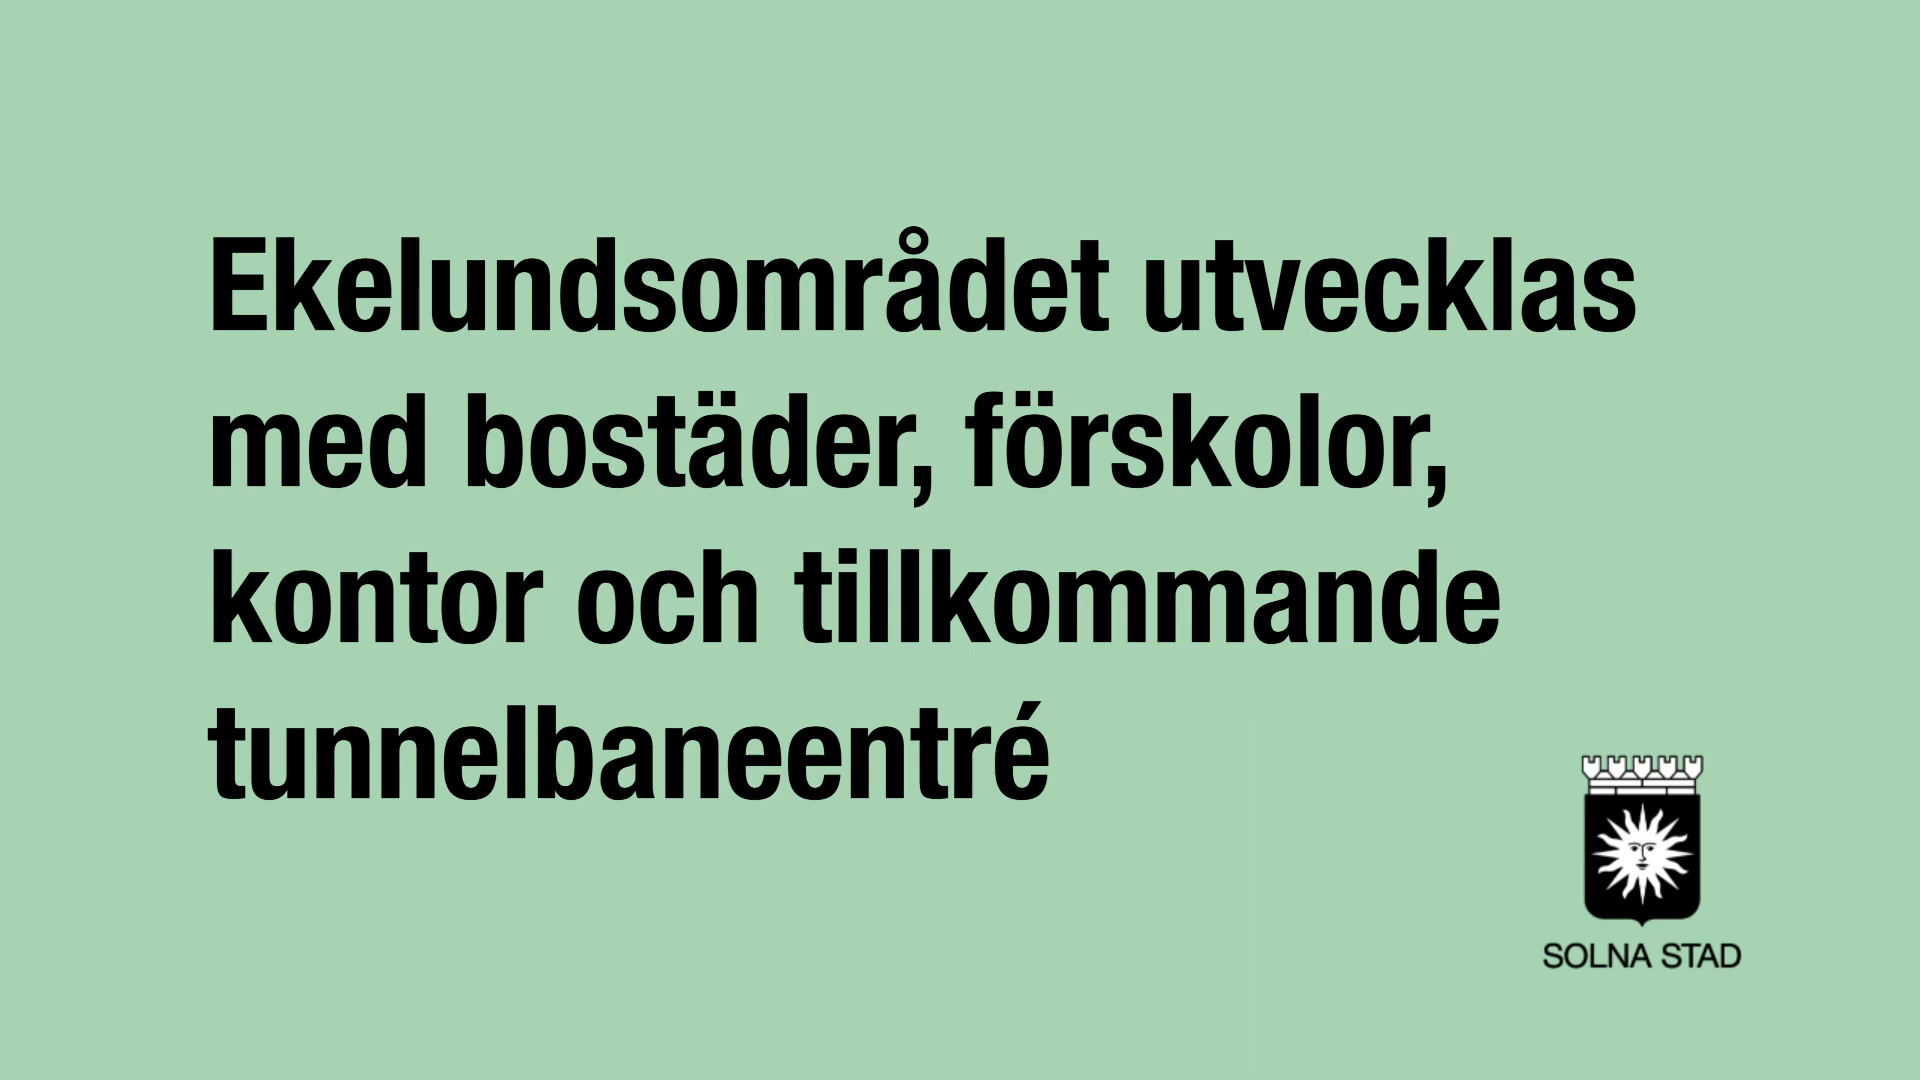 Ekelundsområdet utvecklas
med bostäder, förskolor,
kontor och tillkommande
tunnelbaneentré
SOLNA STAD